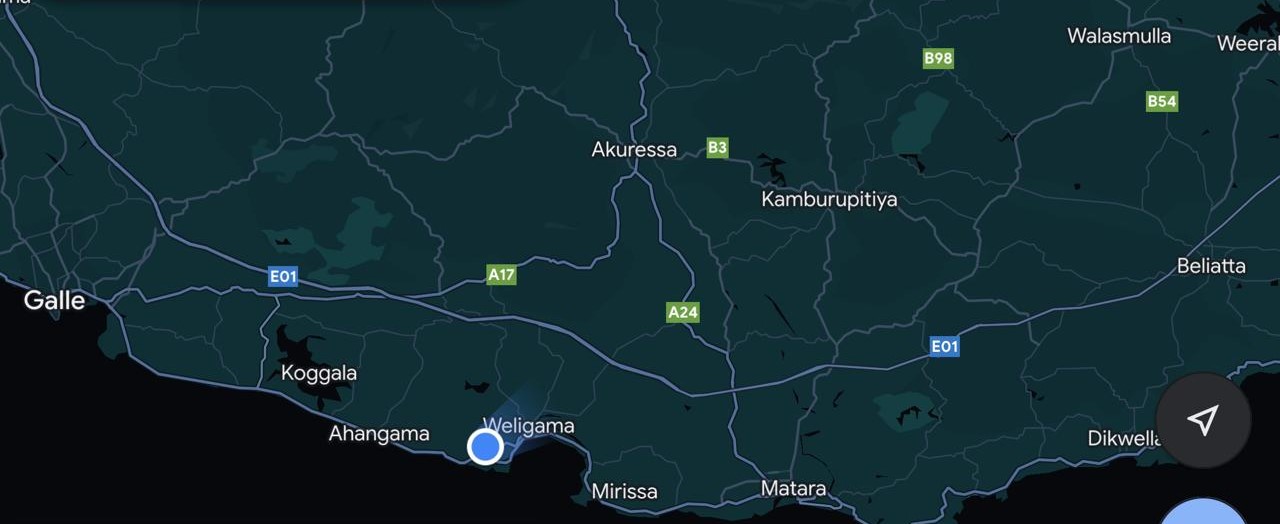 Walasmulla
Weeral
B98
B54
Akuressa
B3
Kamburupitiya
Beliatta
E01
A17
Galle
A24
E01
Koggala
Weligama
Ahangama
Dikwella
Mirissa
Matara